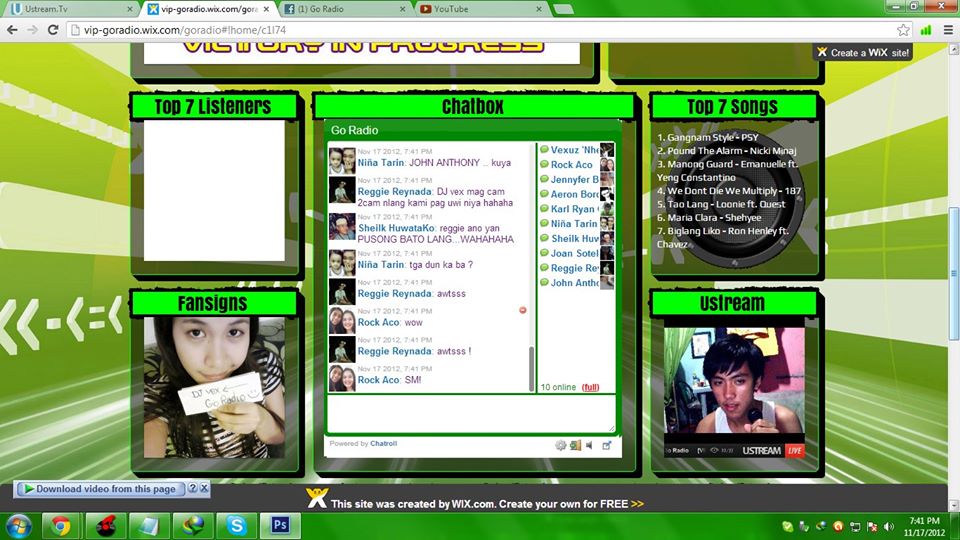 Ustream.Tv
vip-goradio.wix.com/gora
(1) Go Radio
YouTube
vip-goradio.wix.com/goradio#!home/c1l74
VICTORY IN PROGRESS
Create a WiX site!
Top 7 Listeners
Chatbox
Go Radio
Nov 17 2012, 7:41 PM
Niña Tarin: JOHN ANTHONY .. kuya
Nov 17 2012, 7:41 PM
Reggie Reynada: DJ vex mag cam
2cam nlang kami pag uwi niya hahaha
Nov 17 2012, 7:41 PM
Sheilk HuwataKo: reggie ano yan
PUSONG BATO LANG...WAHAHAHA
Nov 17 2012, 7:41 PM
Niña Tarin: tga dun ka ba ?
Nov 17 2012, 7:41 PM
Reggie Reynada: awtsss
Nov 17 2012, 7:41 PM
Rock Aco: wow
Nov 17 2012, 7:41 PM
Reggie Reynada: awtsss !
Nov 17 2012, 7:41 PM
Rock Aco: SM!
Vexuz 'Nhe
Rock Aco
Jennyfer B
Aeron Bord
Karl Ryan
Niña Tarin
Sheilk Huw
Joan Sotel
Reggie Rey
John Antho
10 online (full)
Powered by Chatroll
Top 7 Songs
1. Gangnam Style - PSY
2. Pound The Alarm - Nicki Minaj
3. Manong Guard - Emanuelle ft.
Yeng Constantino
4. We Dont Die We Multiply - 187
5. Tao Lang - Loonie ft. Quest
6. Maria Clara - Shehyee
7. Biglang Liko - Ron Henley ft.
Chavez
Fansigns
DJ VEX
Go Radio
Ustream
o Radio
USTREAM
LIVE
Download video from this page
This site was created by WIX.com. Create your own for FREE >>
7:41 PM
11/17/2012